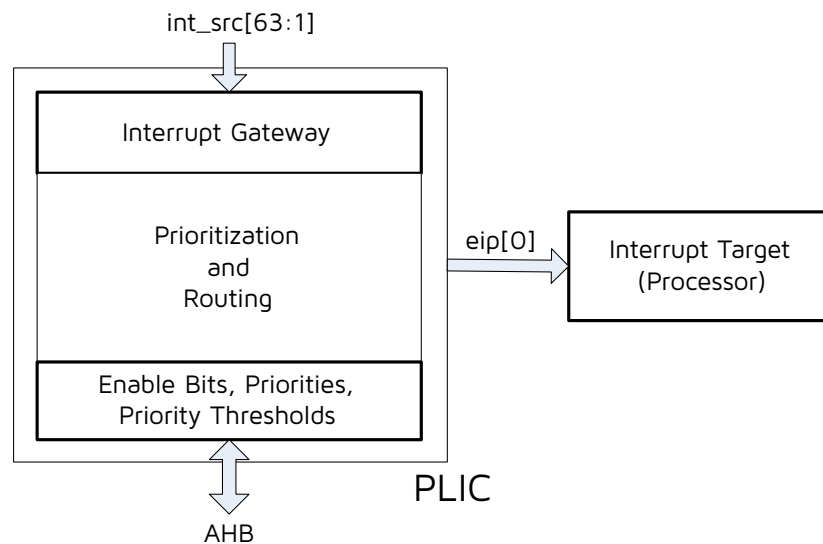 int_src[63:1]
Interrupt Gateway
Prioritization
and
Routing
eip[0]
Interrupt Target
(Processor)
Enable Bits, Priorities,
Priority Thresholds
PLIC
AHB